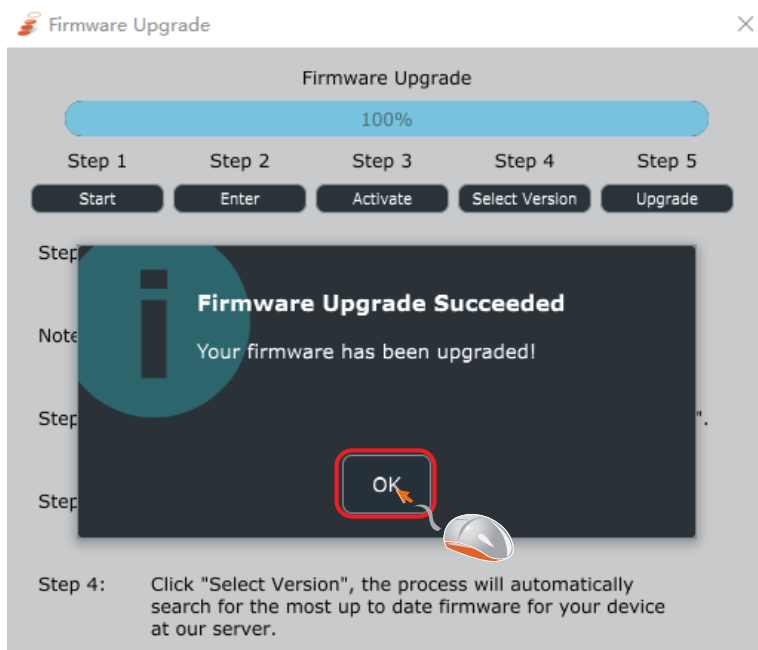 Firmware Upgrade
Firmware Upgrade
100%
Step 1 Step 2 Step 3 Step 4 Step 5
Start Enter Activate Select Version Upgrade
Step
Firmware Upgrade Succeeded
Note
Your firmware has been upgraded!
Step ".
OK
Step
Step 4: Click "Select Version", the process will automatically
search for the most up to date firmware for your device
at our server.